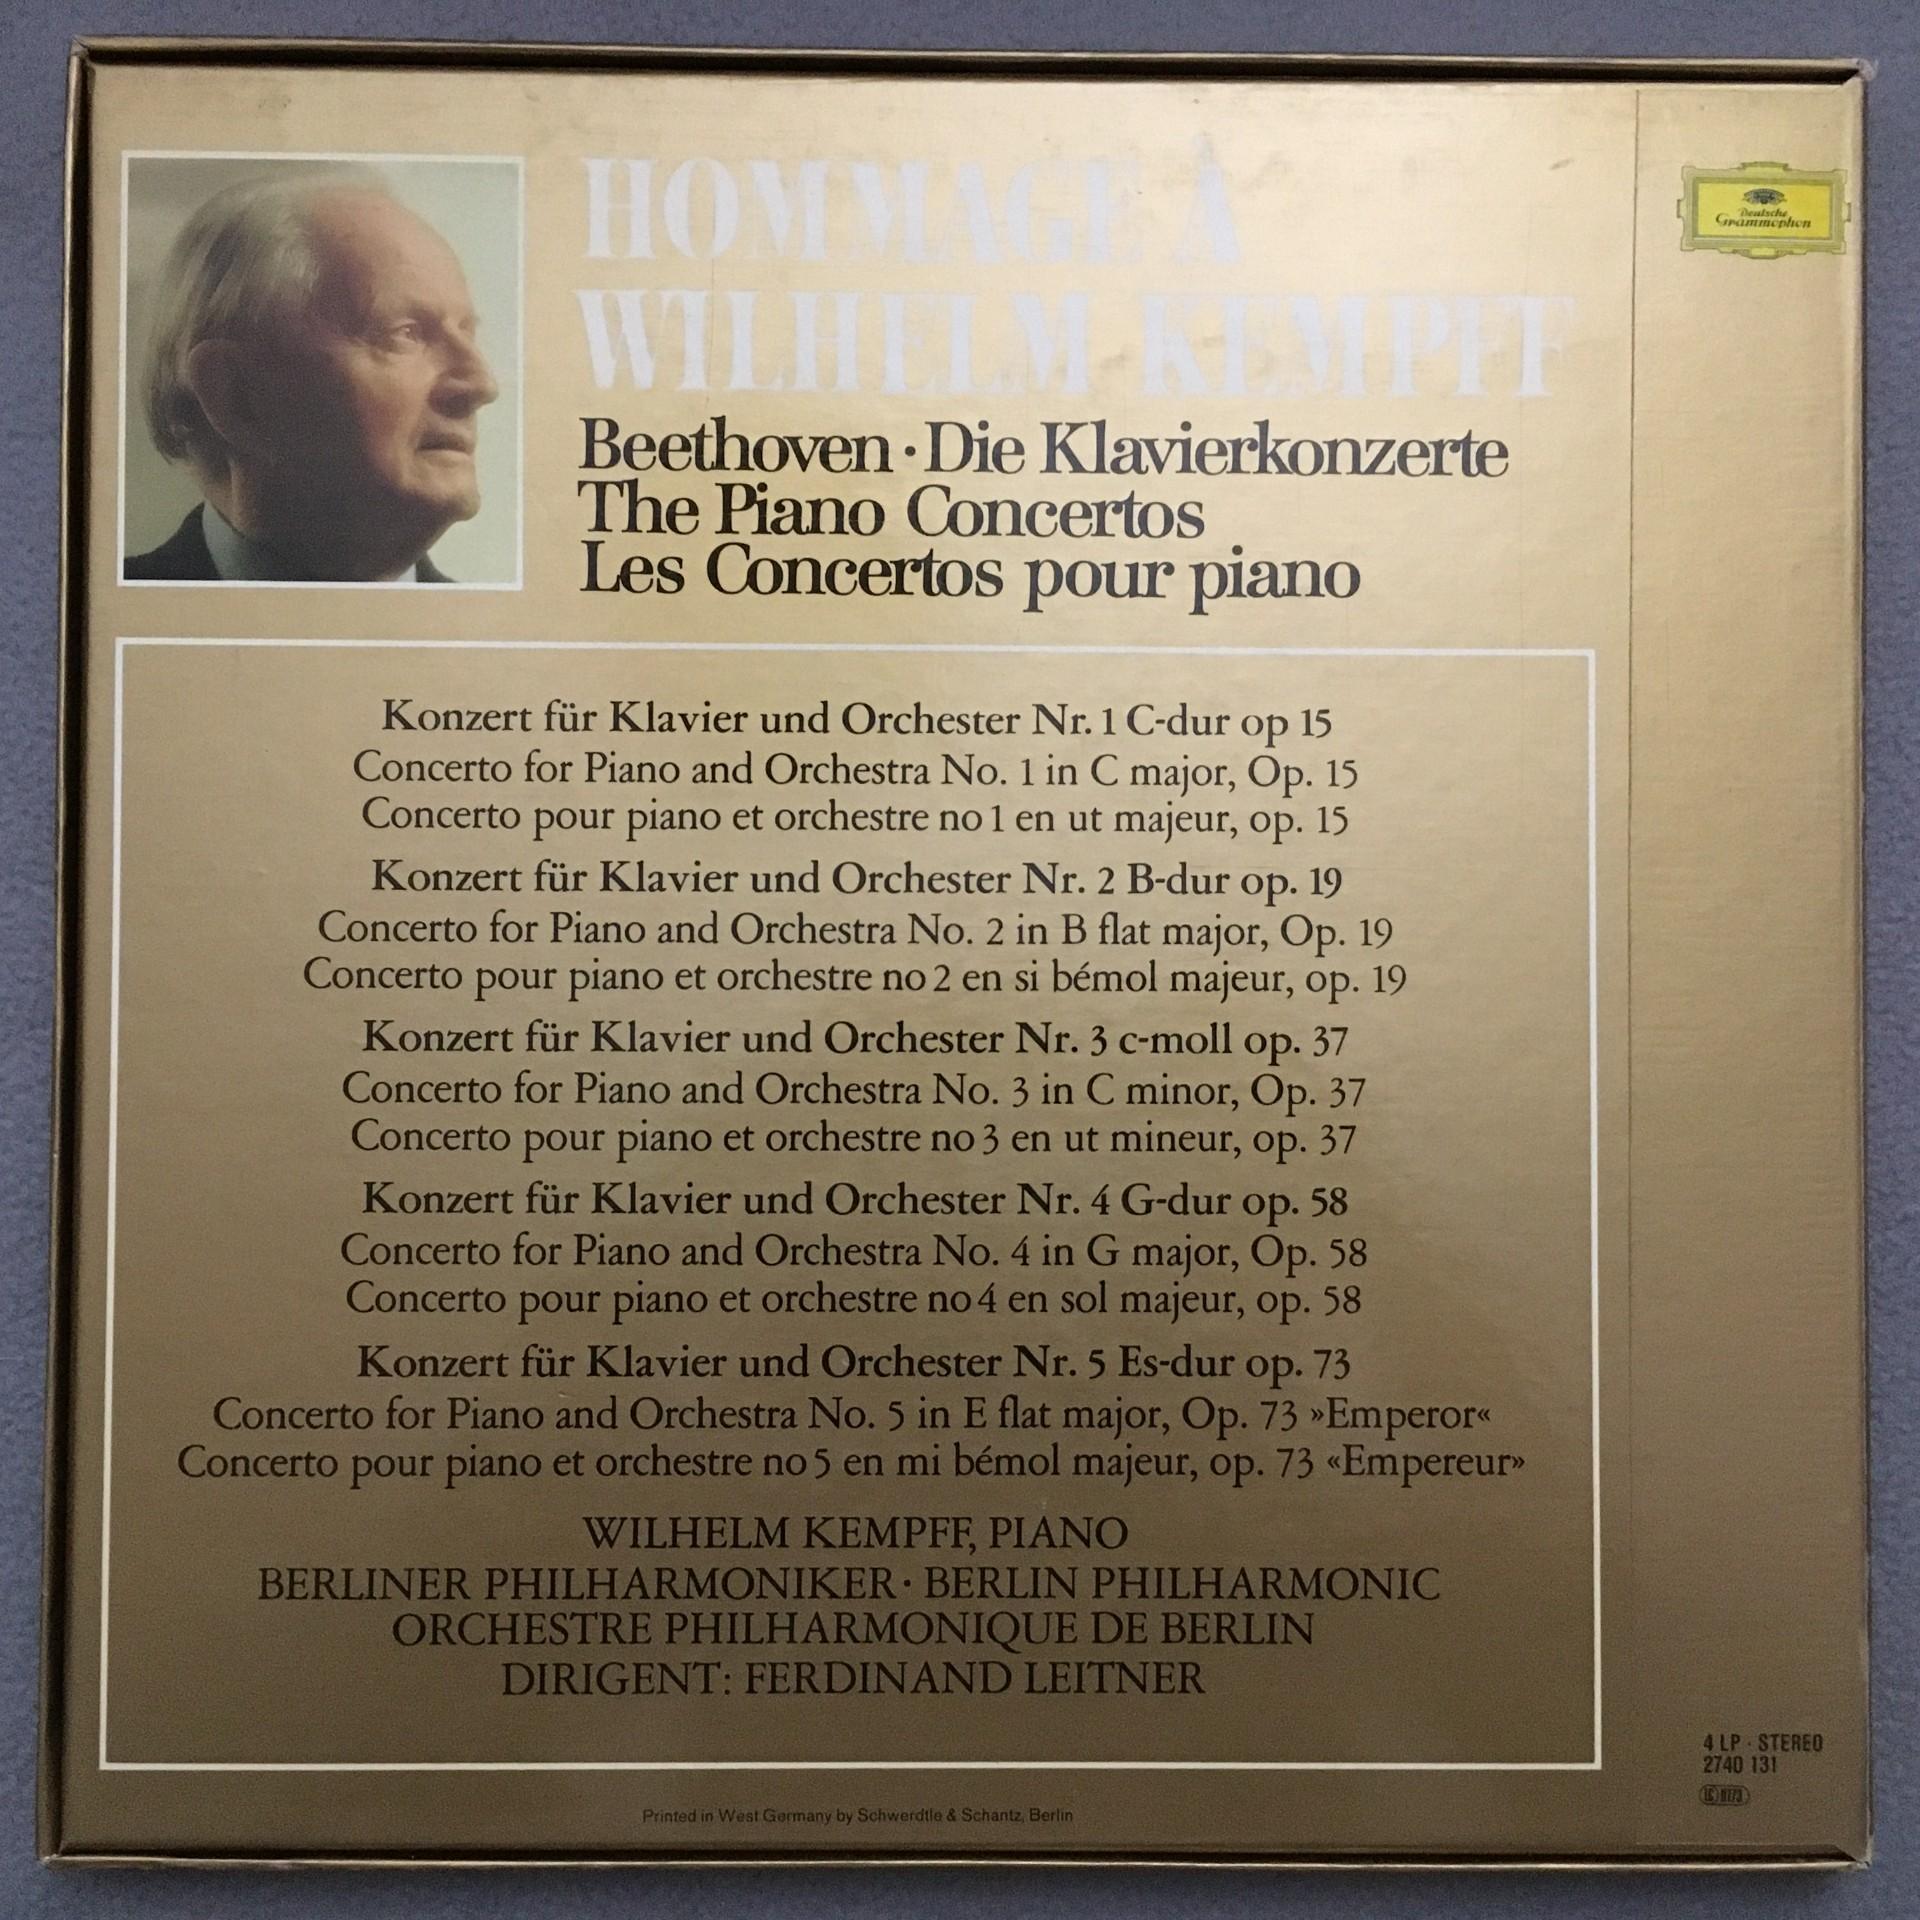 HOMMAGE À
WILHELM KEMPFF
Beethoven · Die Klavierkonzerte
The Piano Concertos
Les Concertos pour piano
Deutsche
Grammophon
Konzert für Klavier und Orchester Nr. 1 C-dur op 15
Concerto for Piano and Orchestra No. 1 in C major, Op. 15
Concerto pour piano et orchestre no 1 en ut majeur, op. 15
Konzert für Klavier und Orchester Nr. 2 B-dur op. 19
Concerto for Piano and Orchestra No. 2 in B flat major, Op. 19
Concerto pour piano et orchestre no 2 en si bémol majeur, op. 19
Konzert für Klavier und Orchester Nr. 3 c-moll op. 37
Concerto for Piano and Orchestra No. 3 in C minor, Op. 37
Concerto pour piano et orchestre no 3 en ut mineur, op. 37
Konzert für Klavier und Orchester Nr. 4 G-dur op. 58
Concerto for Piano and Orchestra No. 4 in G major, Op. 58
Concerto pour piano et orchestre no 4 en sol majeur, op. 58
Konzert für Klavier und Orchester Nr. 5 Es-dur op. 73
Concerto for Piano and Orchestra No. 5 in E flat major, Op. 73 »Emperor«
Concerto pour piano et orchestre no 5 en mi bémol majeur, op. 73 «Empereur»
WILHELM KEMPFF, PIANO
BERLINER PHILHARMONIKER · BERLIN PHILHARMONIC
ORCHESTRE PHILHARMONIQUE DE BERLIN
DIRIGENT: FERDINAND LEITNER
4 LP · STEREO
2740 131
LC 0173
Printed in West Germany by Schwerdtle & Schantz, Berlin